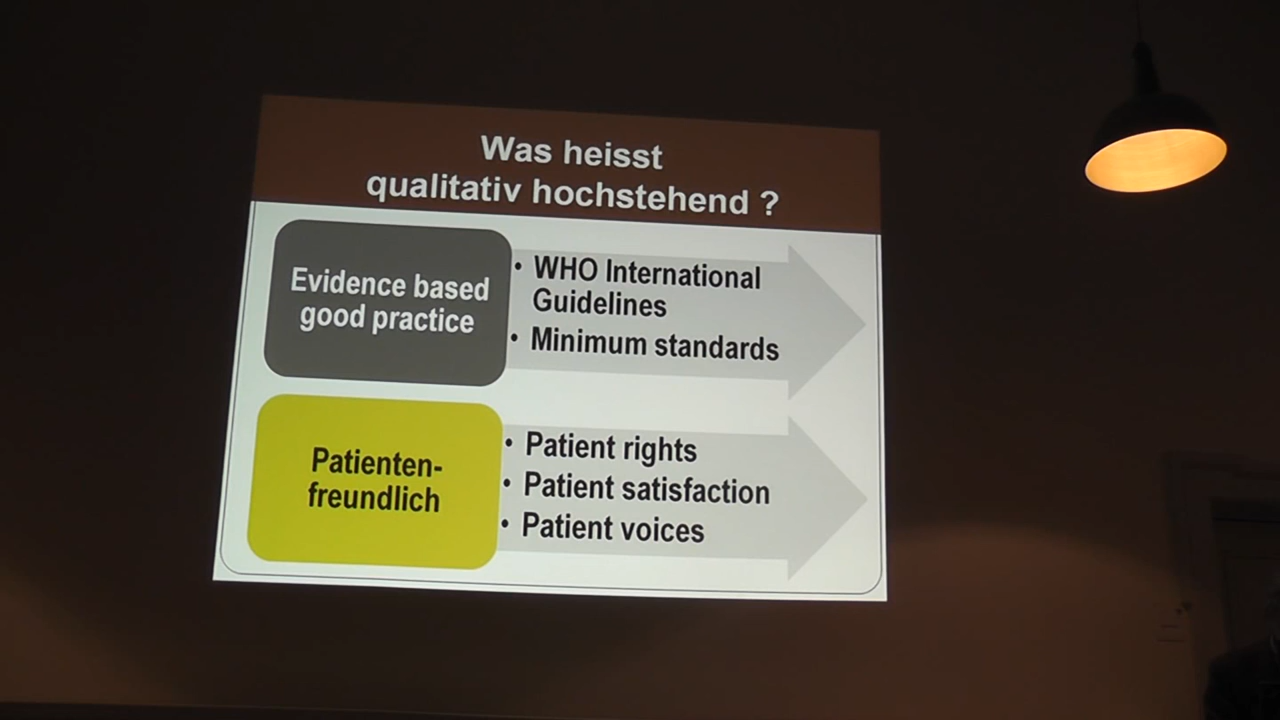 Was heisst
qualitativ hochstehend ?
Evidence based
good practice
• WHO International
Guidelines
• Minimum standards
Patienten-
freundlich
• Patient rights
• Patient satisfaction
• Patient voices